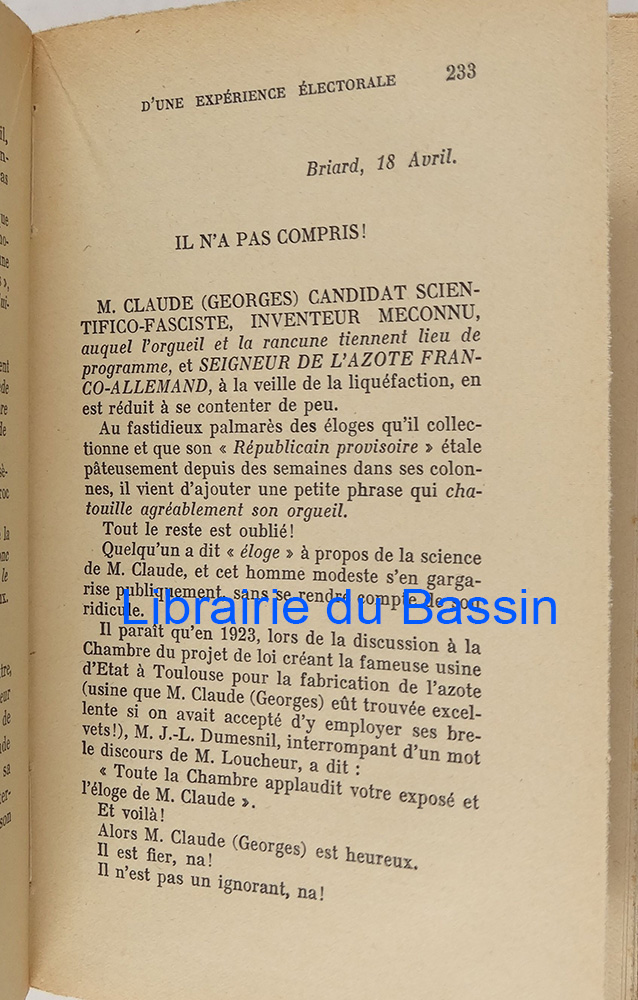 D'UNE EXPÉRIENCE ÉLECTORALE 233
Briard, 18 Avril.
IL N'A PAS COMPRIS!
M. CLAUDE (GEORGES) CANDIDAT SCIEN-
TIFICO-FASCISTE, INVENTEUR MECONNU,
auquel l'orgueil et la rancune tiennent lieu de
programme, et SEIGNEUR DE L'AZOTE FRAN-
CO-ALLEMAND, à la veille de la liquéfaction, en
est réduit à se contenter de peu.
Au fastidieux palmarès des éloges qu'il collec-
tionne et que son « Républicain provisoire » étale
pâteusement depuis des semaines dans ses colon-
nes, il vient d'ajouter une petite phrase qui cha-
touille agréablement son orgueil.
Tout le reste est oublié!
Quelqu'un a dit « éloge » à propos de la science
de M. Claude, et cet homme modeste s'en garga-
rise publiquement, sans se rendre compte de son
ridicule.
Librairie du Bassin
Il paraît qu'en 1923, lors de la discussion à la
Chambre du projet de loi créant la fameuse usine
d'Etat à Toulouse pour la fabrication de l'azote
(usine que M. Claude (Georges) eût trouvée excel-
lente si on avait accepté d'y employer ses bre-
vets!), M. J.-L. Dumesnil, interrompant d'un mot
le discours de M. Loucheur, a dit :
« Toute la Chambre applaudit votre exposé et
l'éloge de M. Claude ».
Et voilà!
Alors M. Claude (Georges) est heureux.
Il est fier, na!
Il n'est pas un ignorant, na!